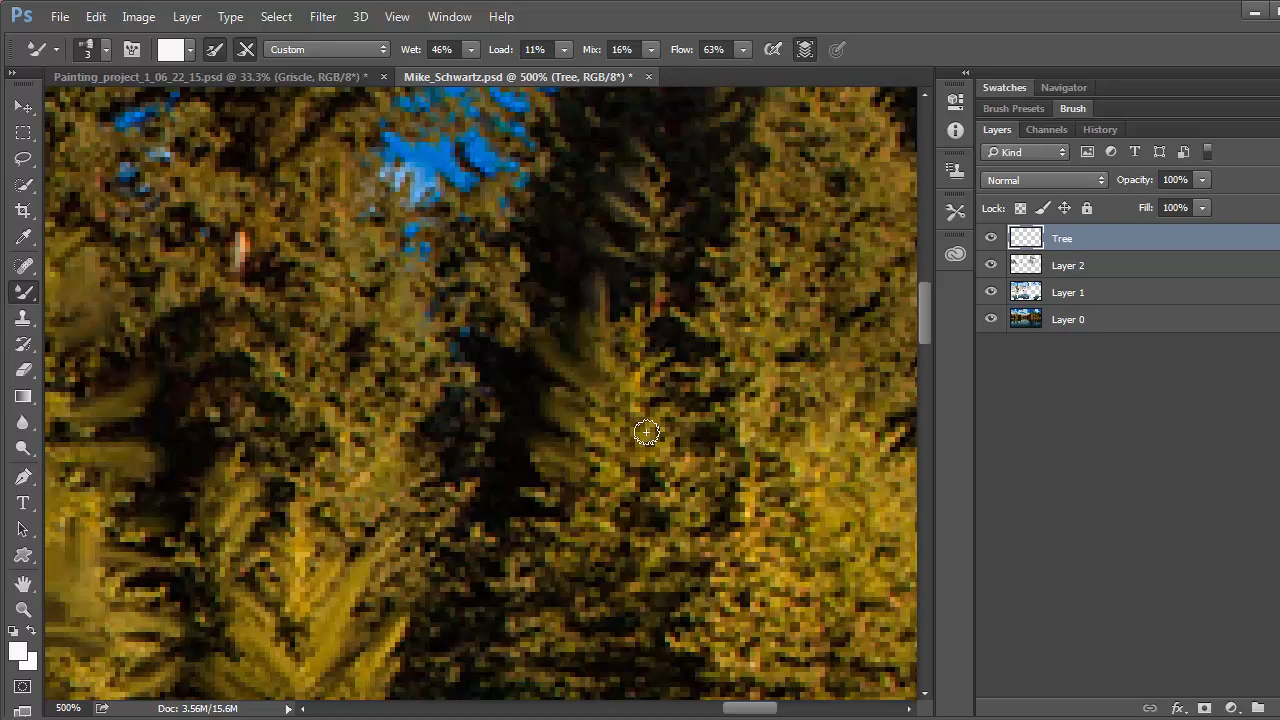 Ps File Edit Image Layer Type Select Filter 3D View Window Help
3 Custom Wet: 46% Load: 11% Mix: 16% Flow: 63%
Painting_project_1_06_22_15.psd @ 33.3% (Griscle, RGB/8*) * Mike_Schwartz.psd @ 500% (Tree, RGB/8*) *
Swatches Navigator
Brush Presets Brush
Layers Channels History
Kind
Normal Opacity: 100%
Lock: Fill: 100%
Tree
Layer 2
Layer 1
Layer 0
500% Doc: 3.56M/15.6M